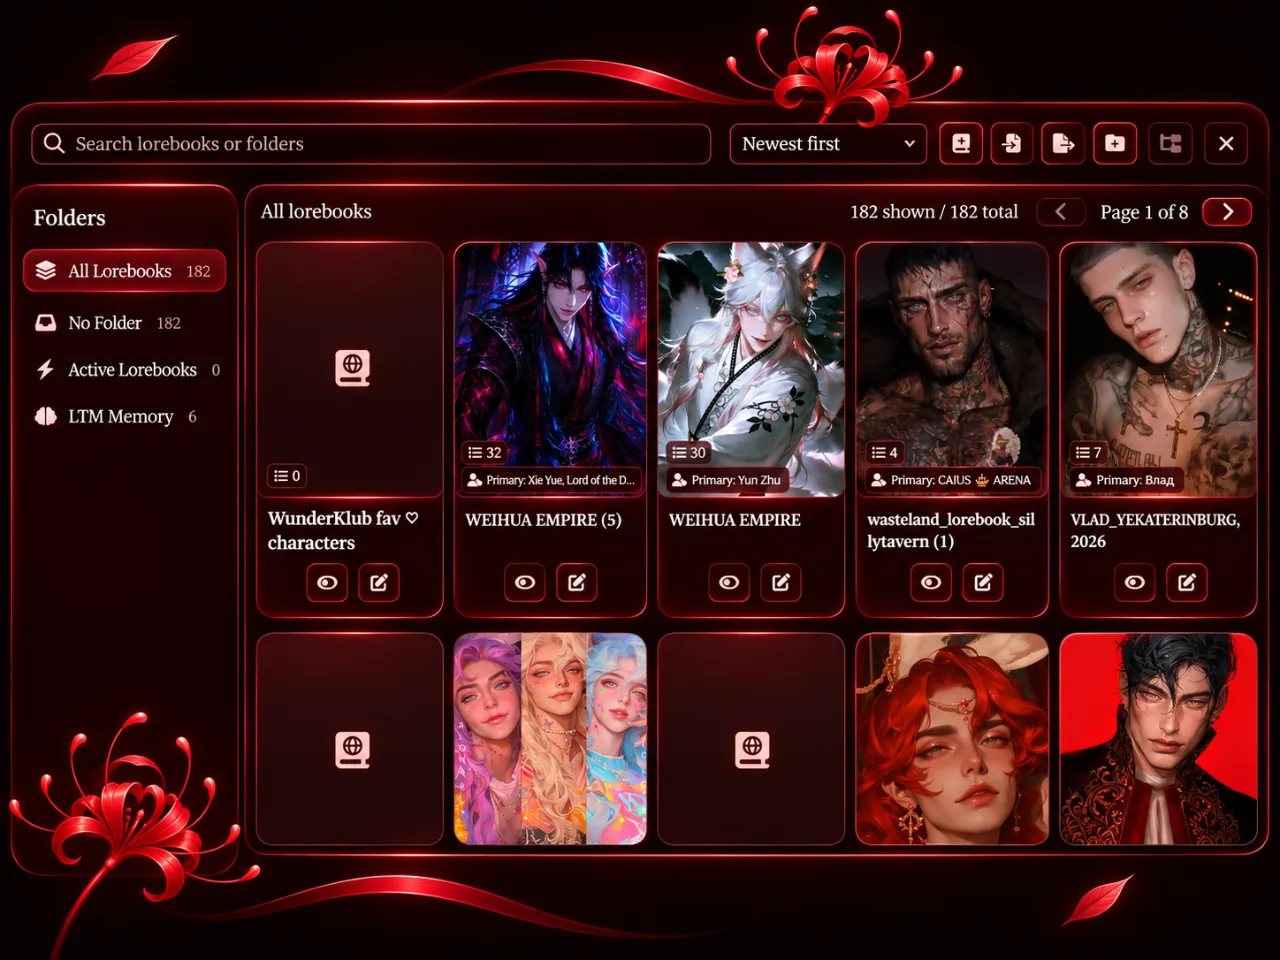 Search lorebooks or folders
Newest first
Folders
All Lorebooks 182
No Folder 182
Active Lorebooks 0
LTM Memory 6
All lorebooks
182 shown / 182 total
Page 1 of 8
0
WunderKlub fav ♡
characters
32
Primary: Xie Yue, Lord of the D...
WEIHUA EMPIRE (5)
30
Primary: Yun Zhu
WEIHUA EMPIRE
4
Primary: CAIUS ⚜️ ARENA
wasteland_lorebook_sil
lytavern (1)
7
Primary: Влад
VLAD_YEKATERINBURG,
2026